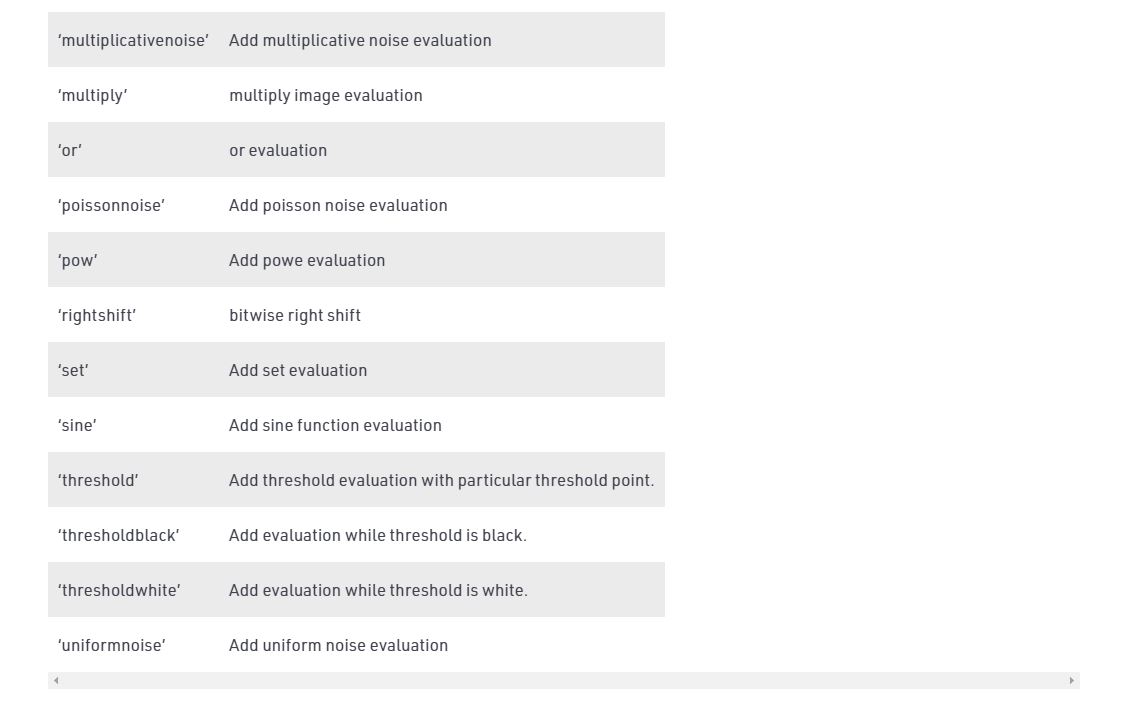 ‘multiplicativenoise’ Add multiplicative noise evaluation
‘multiply’ multiply image evaluation
‘or’ or evaluation
‘poissonnoise’ Add poisson noise evaluation
‘pow’ Add powe evaluation
‘rightshift’ bitwise right shift
‘set’ Add set evaluation
‘sine’ Add sine function evaluation
‘threshold’ Add threshold evaluation with particular threshold point.
‘thresholdblack’ Add evaluation while threshold is black.
‘thresholdwhite’ Add evaluation while threshold is white.
‘uniformnoise’ Add uniform noise evaluation